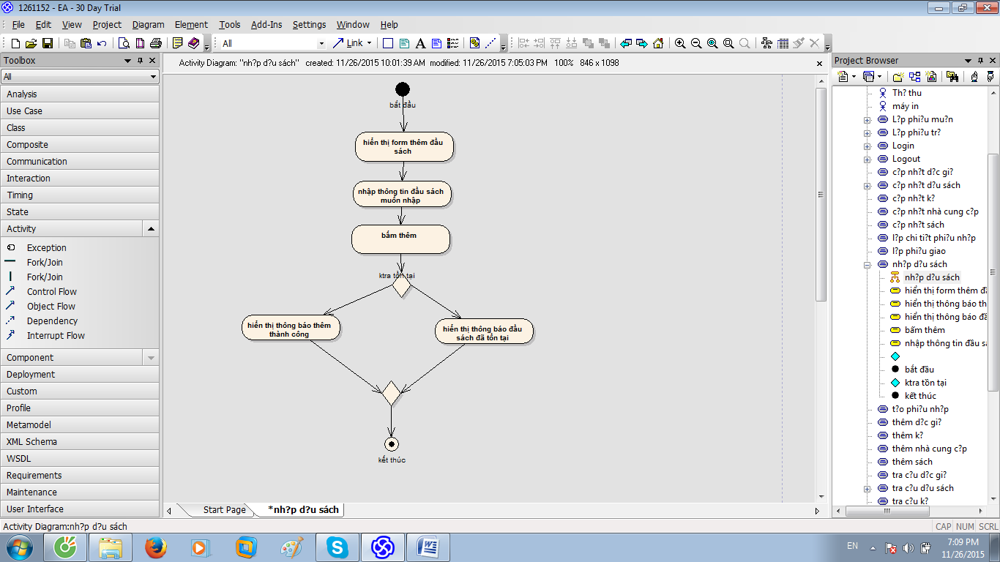 1261152 - EA - 30 Day Trial
File Edit View Project Diagram Element Tools Add-Ins Settings Window Help
All Link A
Toolbox
All
Analysis
Use Case
Class
Composite
Communication
Interaction
Timing
State
Activity
Exception
Fork/Join
Fork/Join
Control Flow
Object Flow
Dependency
Interrupt Flow
Component
Deployment
Custom
Profile
Metamodel
XML Schema
WSDL
Requirements
Maintenance
User Interface
Activity Diagram: "nh?p d?u sách" created: 11/26/2015 10:01:39 AM modified: 11/26/2015 7:05:03 PM 100% 846 x 1098
bắt đầu
hiển thị form thêm đầu
sách
nhập thông tin đầu sách
muốn nhập
bấm thêm
ktra tồn tại
hiển thị thông báo thêm
thành công
hiển thị thông báo đầu
sách đã tồn tại
kết thúc
Start Page *nh?p d?u sách
Project Browser
Th? thu
máy in
L?p phi?u mu?n
L?p phi?u tr?
Login
Logout
c?p nh?t d?c gi?
c?p nh?t d?u sách
c?p nh?t k?
c?p nh?t nhà cung c?p
c?p nh?t sách
l?p chi ti?t phi?u nh?p
l?p phi?u giao
nh?p d?u sách
nh?p d?u sách
hiển thị form thêm đầ
hiển thị thông báo th
hiển thị thông báo đầ
bấm thêm
nhập thông tin đầu sá
bắt đầu
ktra tồn tại
kết thúc
t?o phi?u nh?p
thêm d?c gi?
thêm k?
thêm nhà cung c?p
thêm sách
tra c?u d?c gi?
tra c?u d?u sách
tra c?u k?
Activity Diagram:nh?p d?u sách CAP NUM SCRL
EN 7:09 PM
11/26/2015